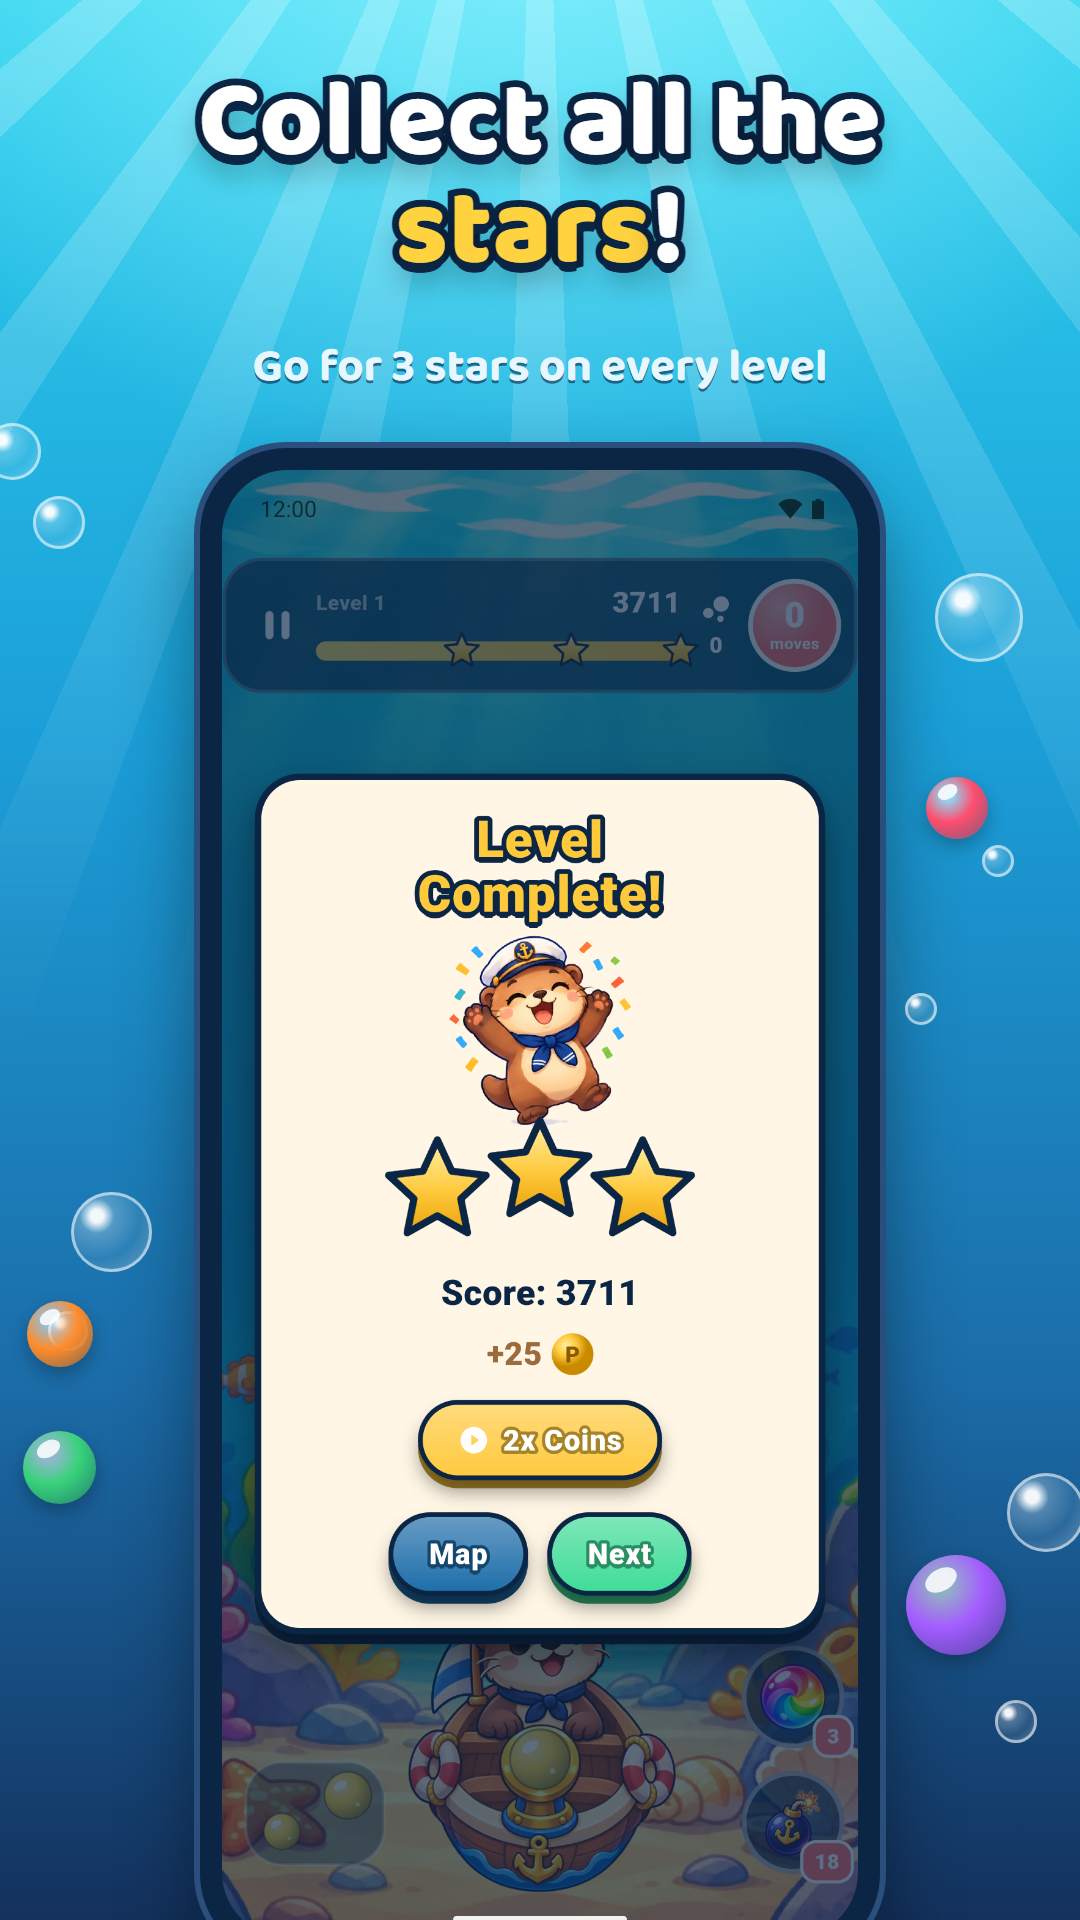 Collect all the
stars!
Go for 3 stars on every level
12:00
Level 1
3711
0
0
moves
Level
Complete!
Score: 3711
+25 P
2x Coins
Map
Next
3
18